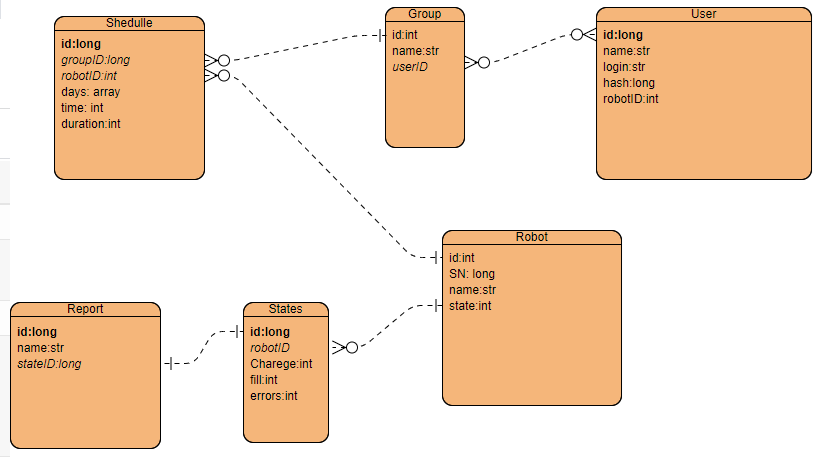 Shedulle
id:long
groupID:long
robotID:int
days: array
time: int
duration:int
Group
id:int
name:str
userID
User
id:long
name:str
login:str
hash:long
robotID:int
Robot
id:int
SN: long
name:str
state:int
Report
id:long
name:str
stateID:long
States
id:long
robotID
Charege:int
fill:int
errors:int